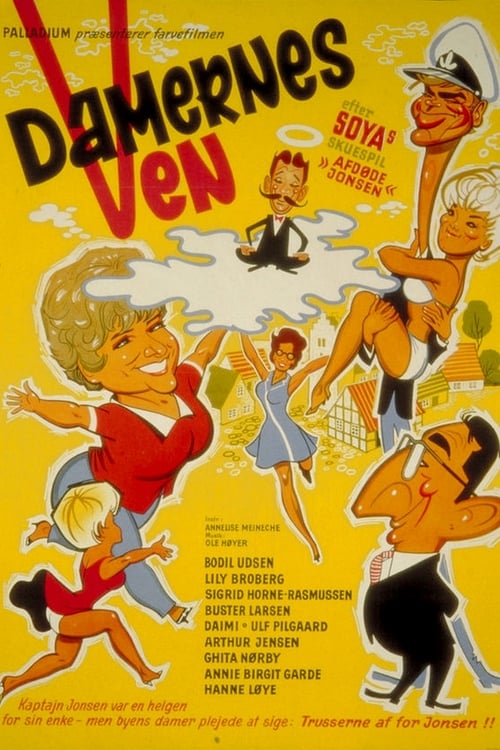 PALLADIUM præsenterer farvefilmen
DAMERNES
VEN
efter
SOYAs
SKUESPIL
»AFDØDE
JONSEN«
Instr.:
ANNELISE MEINECHE
Musik:
OLE HØYER
BODIL UDSEN
LILY BROBERG
SIGRID HORNE-RASMUSSEN
BUSTER LARSEN
DAIMI ∘ ULF PILGAARD
ARTHUR JENSEN
GHITA NØRBY
ANNIE BIRGIT GARDE
HANNE LØYE
Kaptajn Jonsen var en helgen
for sin enke - men byens damer plejede at sige: Trusserne af for Jonsen !!